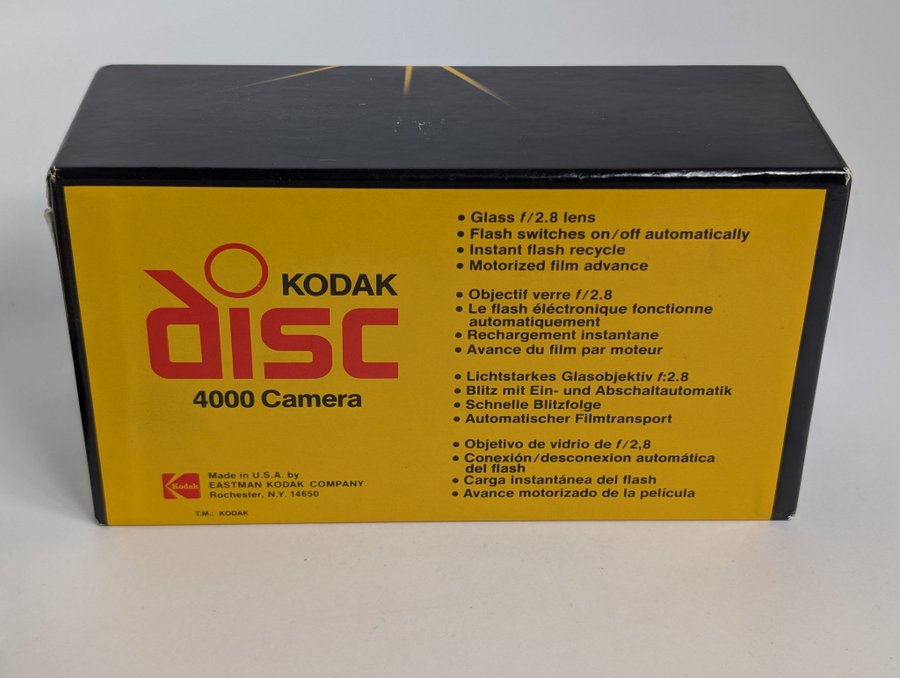 KODAK
disc
4000 Camera
Kodak
Made in U.S.A. by
EASTMAN KODAK COMPANY
Rochester, N.Y. 14650
T.M.: KODAK
• Glass f/2.8 lens
• Flash switches on/off automatically
• Instant flash recycle
• Motorized film advance
• Objectif verre f/2.8
• Le flash éléctronique fonctionne
automatiquement
• Rechargement instantane
• Avance du film par moteur
• Lichtstarkes Glasobjektiv f:2.8
• Blitz mit Ein- und Abschaltautomatik
• Schnelle Blitzfolge
• Automatischer Filmtransport
• Objetivo de vidrio de f/2,8
• Conexión/desconexion automática
del flash
• Carga instantánea del flash
• Avance motorizado de la película